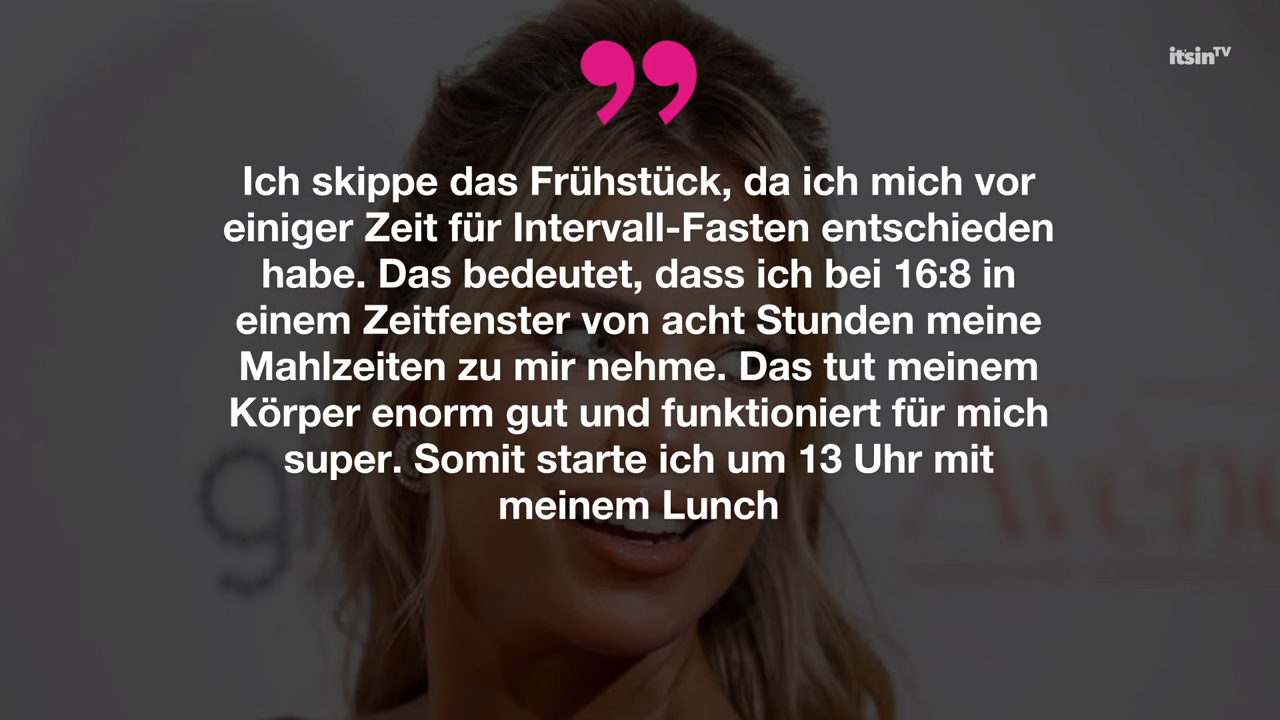 itsinTV
Ich skippe das Frühstück, da ich mich vor
einiger Zeit für Intervall-Fasten entschieden
habe. Das bedeutet, dass ich bei 16:8 in
einem Zeitfenster von acht Stunden meine
Mahlzeiten zu mir nehme. Das tut meinem
Körper enorm gut und funktioniert für mich
super. Somit starte ich um 13 Uhr mit
meinem Lunch